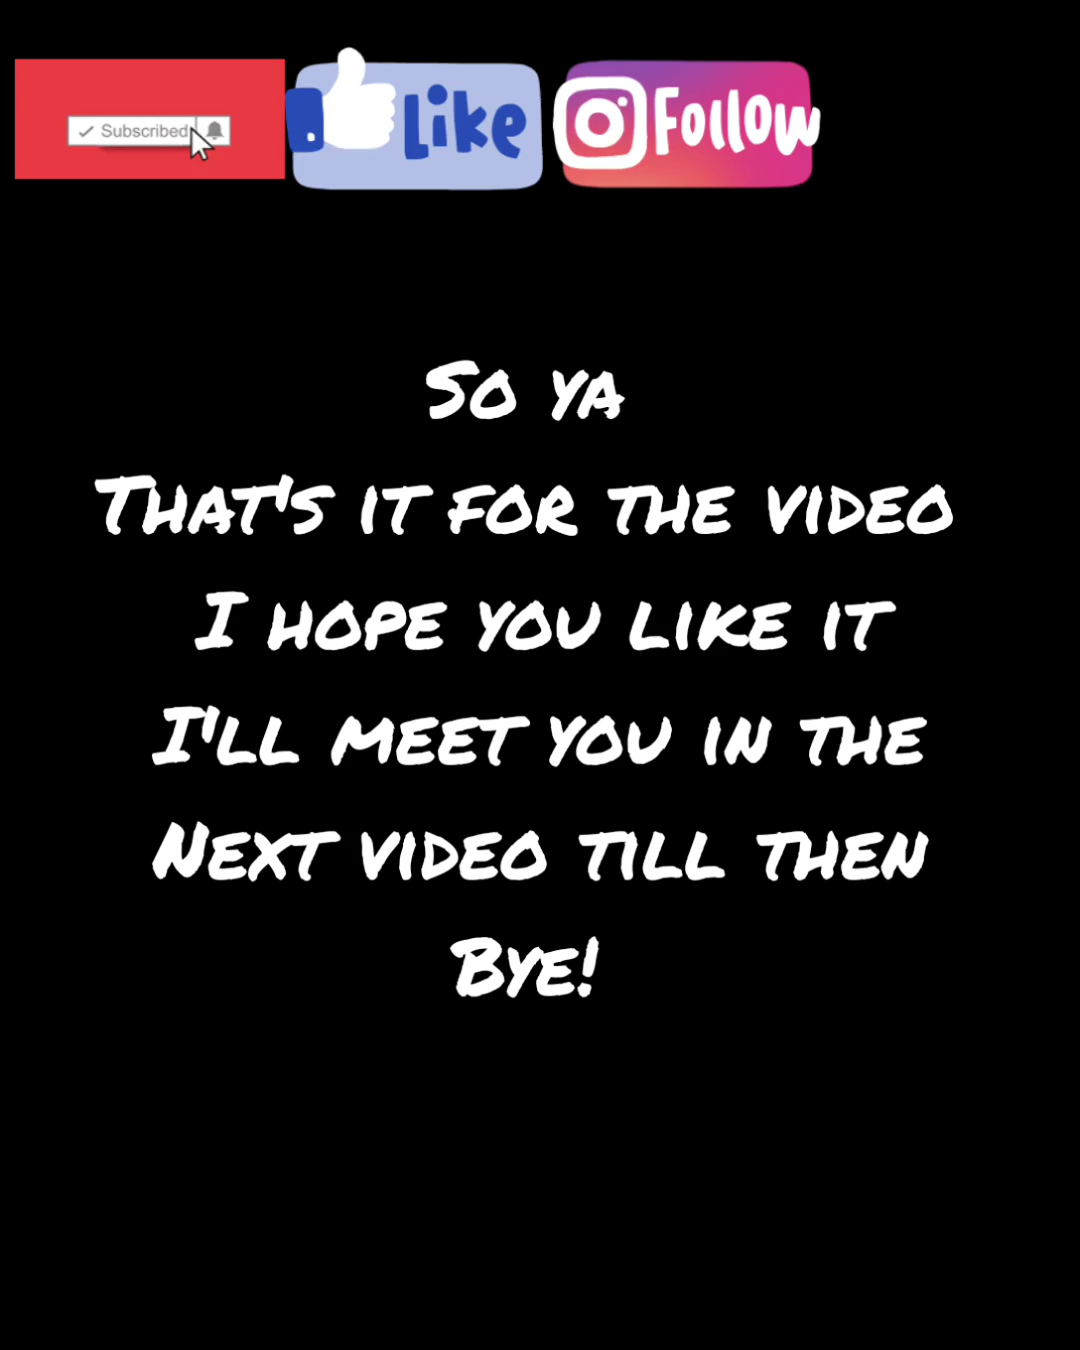 Subscribed
Like
Follow
So ya
That's it for the video
I hope you like it
I'll meet you in the
Next video till then
Bye!